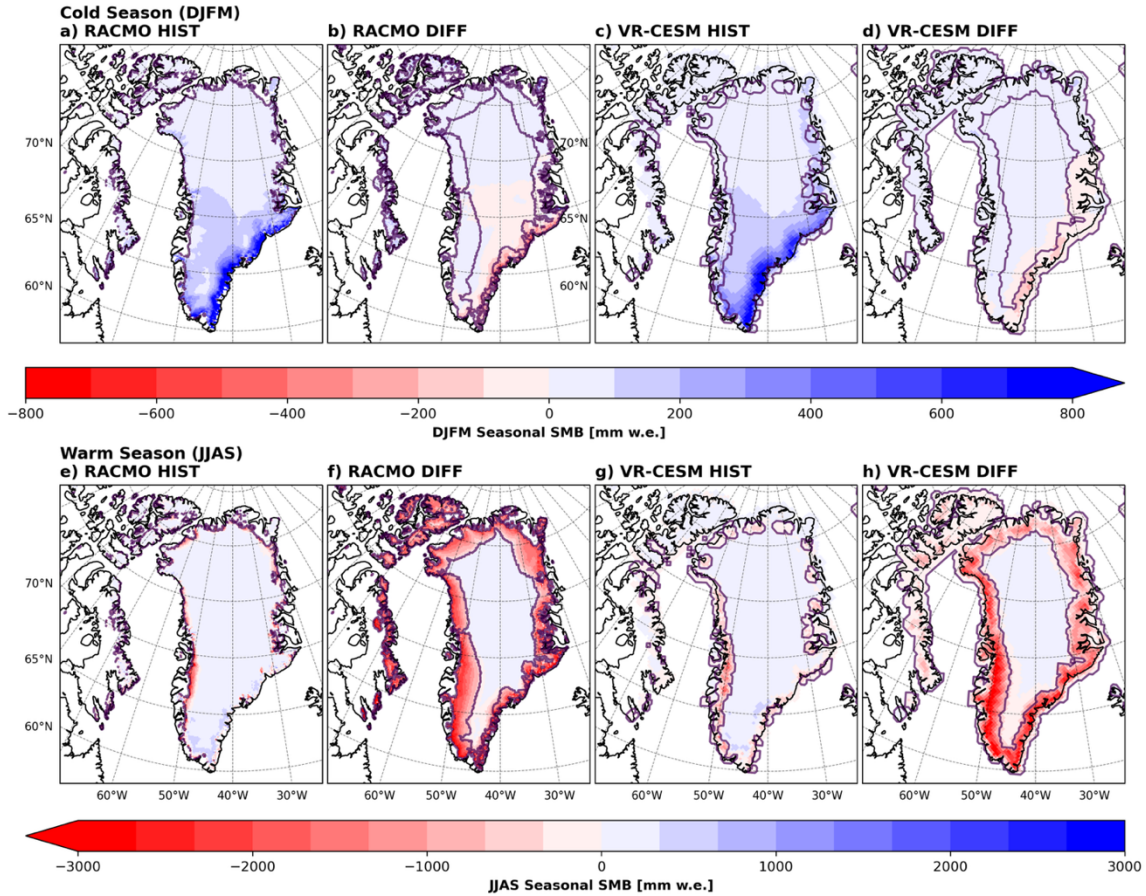 Cold Season (DJFM)
a) RACMO HIST
b) RACMO DIFF
c) VR-CESM HIST
d) VR-CESM DIFF
70°N
65°N
60°N
70°N
65°N
60°N
−800 −600 −400 −200 0 200 400 600 800
DJFM Seasonal SMB [mm w.e.]
Warm Season (JJAS)
e) RACMO HIST
f) RACMO DIFF
g) VR-CESM HIST
h) VR-CESM DIFF
70°N
65°N
60°N
60°W 50°W 40°W 30°W 60°W 50°W 40°W 30°W 60°W 50°W 40°W 30°W 60°W 50°W 40°W 30°W
−3000 −2000 −1000 0 1000 2000 3000
JJAS Seasonal SMB [mm w.e.]